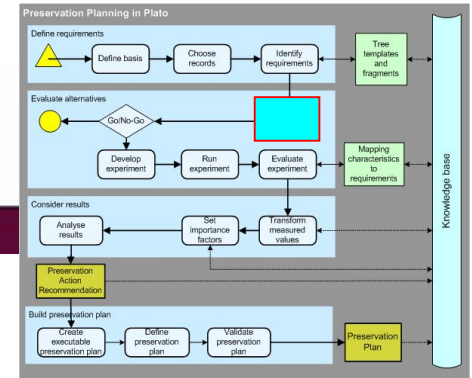 Preservation Planning in Plato
Define requirements
Define basis
Choose
records
Identify
requirements
Tree
templates
and
fragments
Evaluate alternatives
Go/No-Go
Develop
experiment
Run
experiment
Evaluate
experiment
Mapping
characteristics
to
requirements
Knowledge base
Consider results
Analyse
results
Set
importance
factors
Transform
measured
values
Preservation
Action
Recommendation
Build preservation plan
Create
executable
preservation plan
Define
preservation
plan
Validate
preservation
plan
Preservation
Plan